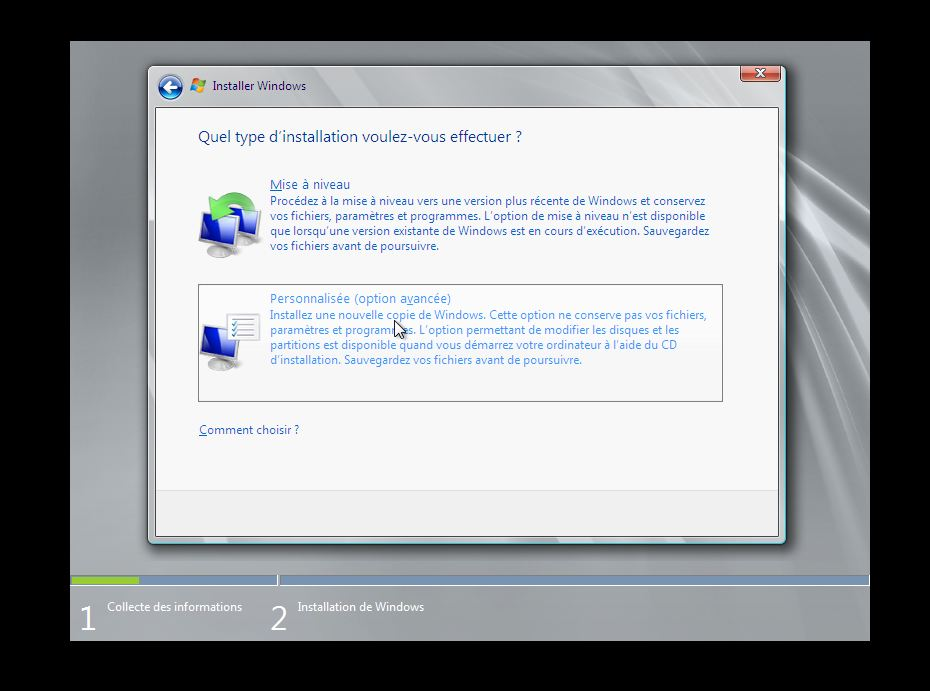 Installer Windows
Quel type d'installation voulez-vous effectuer ?
Mise à niveau
Procédez à la mise à niveau vers une version plus récente de Windows et conservez
vos fichiers, paramètres et programmes. L'option de mise à niveau n'est disponible
que lorsqu'une version existante de Windows est en cours d'exécution. Sauvegardez
vos fichiers avant de poursuivre.
Personnalisée (option avancée)
Installez une nouvelle copie de Windows. Cette option ne conserve pas vos fichiers,
paramètres et programmes. L'option permettant de modifier les disques et les
partitions est disponible quand vous démarrez votre ordinateur à l'aide du CD
d'installation. Sauvegardez vos fichiers avant de poursuivre.
Comment choisir ?
1 Collecte des informations
2 Installation de Windows